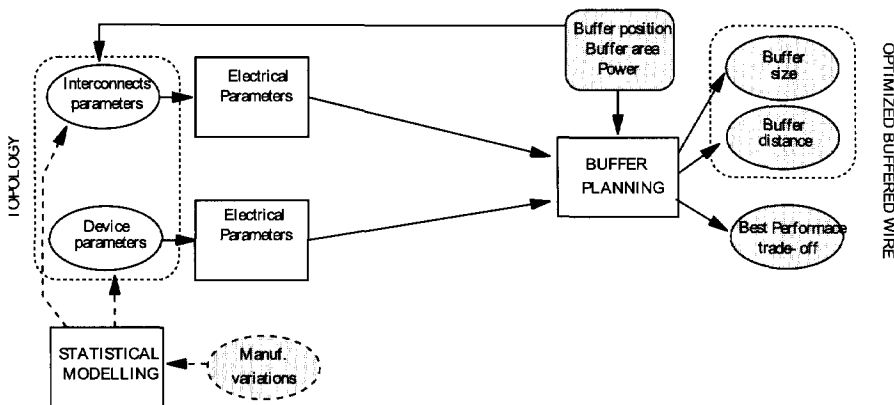 Buffer position
Buffer area
Power
Buffer
size
Buffer
distance
Best Performace
trade-off
OPTIMIZED BUFFERED WIRE
TOPOLOGY
Interconnects
parameters
Electrical
Parameters
BUFFER
PLANNING
Device
parameters
Electrical
Parameters
STATISTICAL
MODELLING
Manuf.
variations